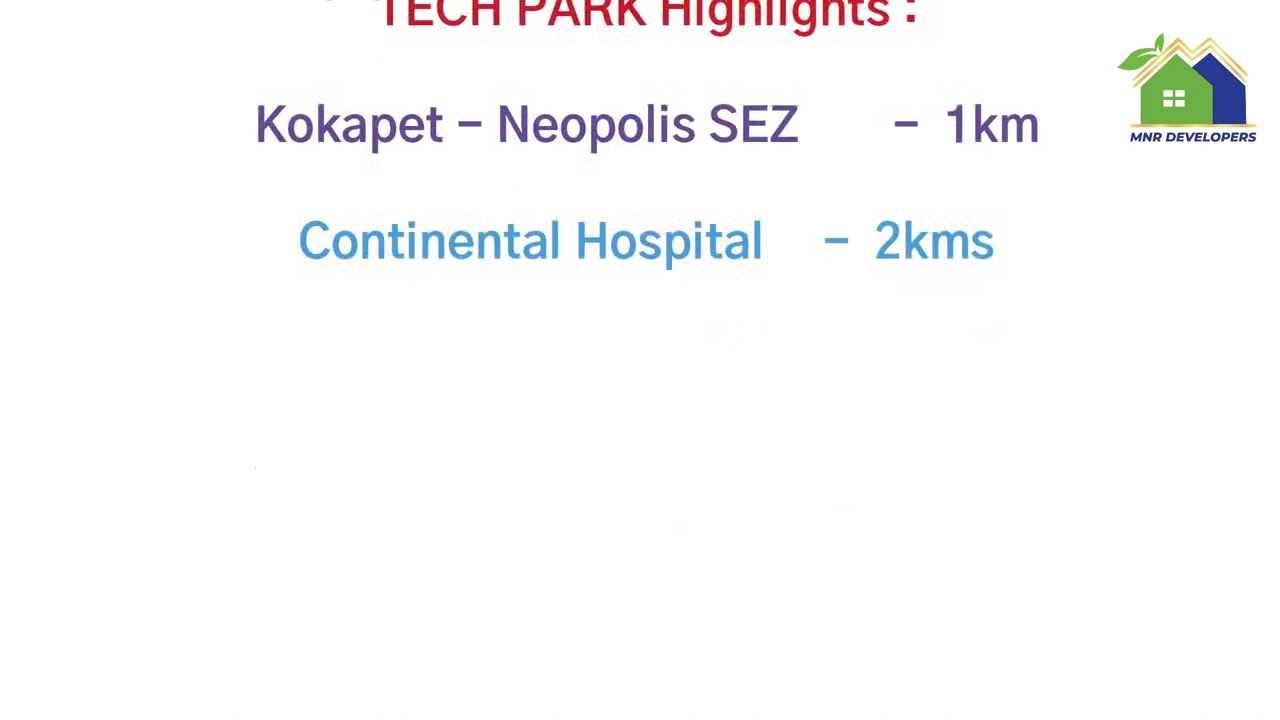 TECH PARK Highlights :
Kokapet - Neopolis SEZ - 1km
MNR DEVELOPERS
Continental Hospital - 2kms